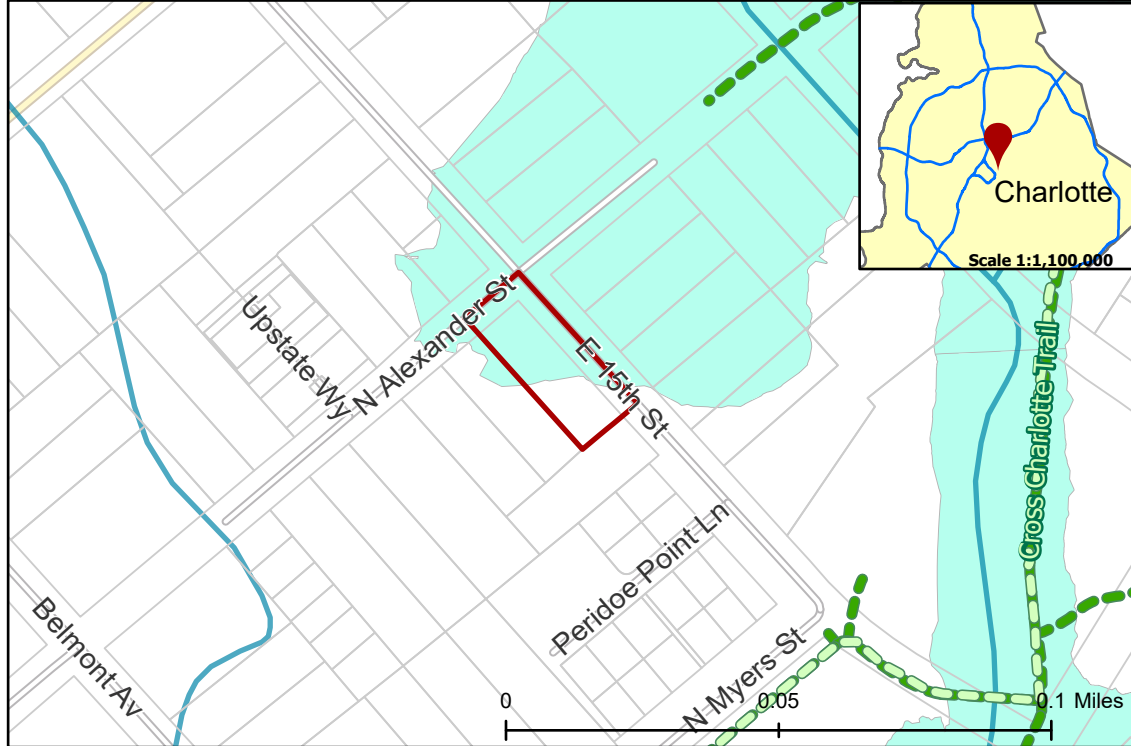 Charlotte
Scale 1:1,100,000
Upstate Wy
N Alexander St
E 15th St
Cross Charlotte Trail
Peridoe Point Ln
Belmont Av
N Myers St
0 0.05 0.1 Miles